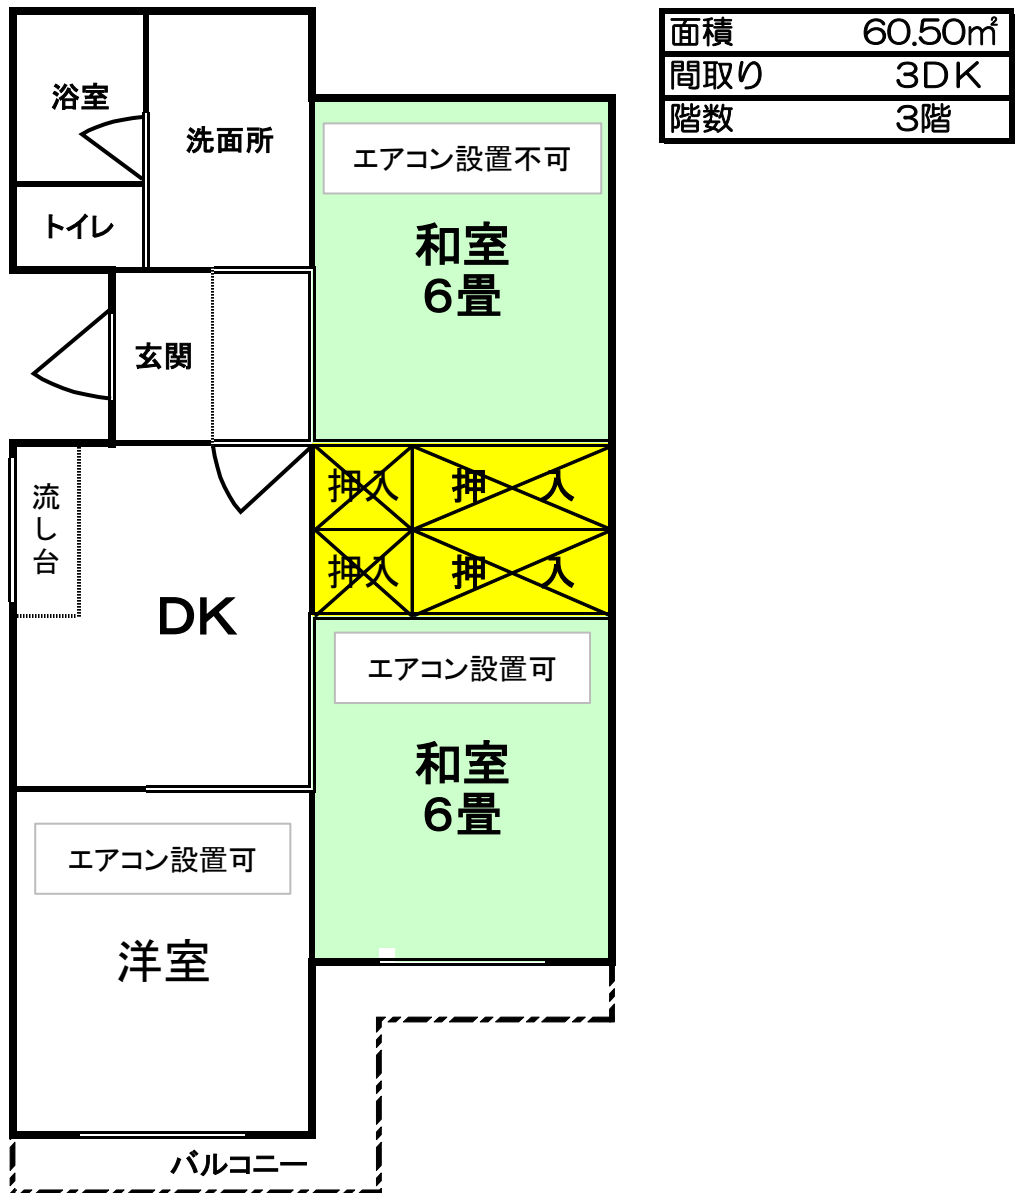 面積 60.50㎡
間取り 3DK
階数 3階
浴室
洗面所
エアコン設置不可
トイレ
和室
6畳
玄関
押入 押入
流し台
押入 押入
DK
エアコン設置可
和室
6畳
エアコン設置可
洋室
バルコニー